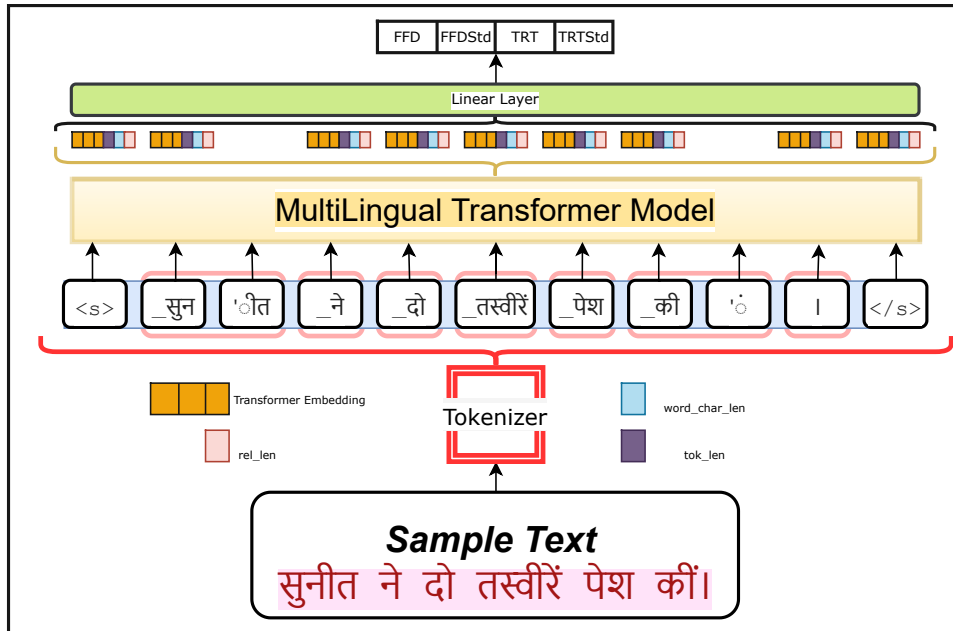 FFD FFDStd TRT TRTStd
Linear Layer
MultiLingual Transformer Model
<s> _सुन 'ीत _ने _दो _तस्वीरें _पेश _की 'ं । </s>
Transformer Embedding
Tokenizer
word_char_len
rel_len
tok_len
Sample Text
सुनीत ने दो तस्वीरें पेश कीं।